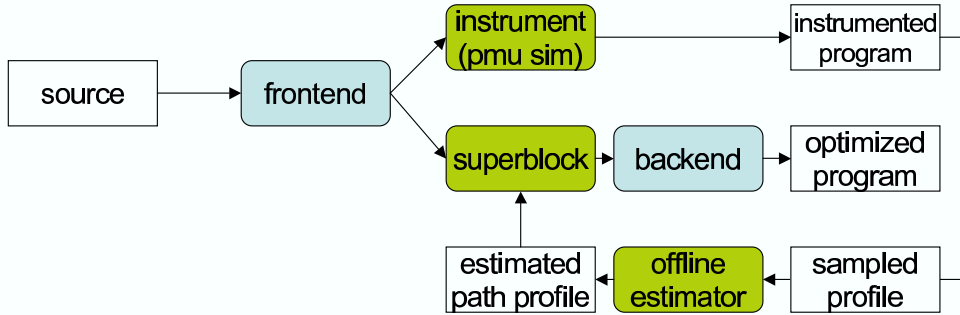 source
frontend
instrument
(pmu sim)
instrumented
program
superblock
backend
optimized
program
estimated
path profile
offline
estimator
sampled
profile